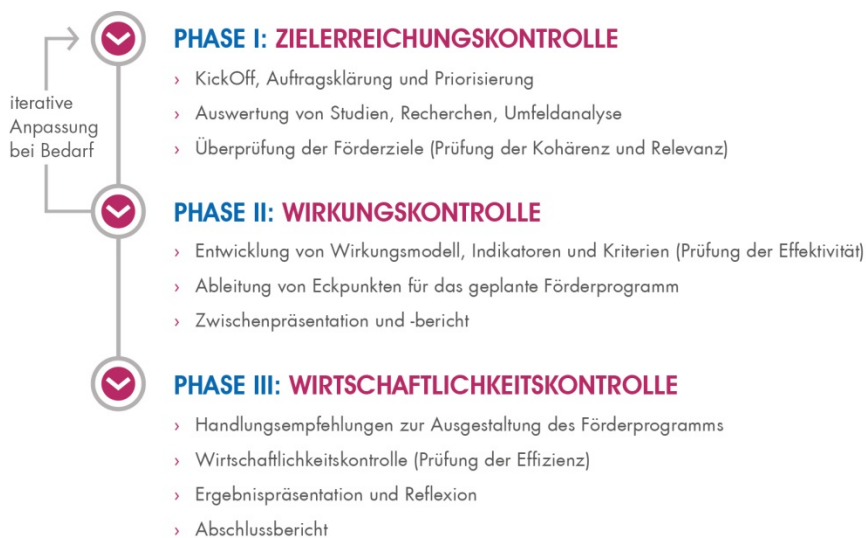 PHASE I: ZIELERREICHUNGSKONTROLLE
› KickOff, Auftragsklärung und Priorisierung
› Auswertung von Studien, Recherchen, Umfeldanalyse
› Überprüfung der Förderziele (Prüfung der Kohärenz und Relevanz)
iterative
Anpassung
bei Bedarf
PHASE II: WIRKUNGSKONTROLLE
› Entwicklung von Wirkungsmodell, Indikatoren und Kriterien (Prüfung der Effektivität)
› Ableitung von Eckpunkten für das geplante Förderprogramm
› Zwischenpräsentation und -bericht
PHASE III: WIRTSCHAFTLICHKEITSKONTROLLE
› Handlungsempfehlungen zur Ausgestaltung des Förderprogramms
› Wirtschaftlichkeitskontrolle (Prüfung der Effizienz)
› Ergebnispräsentation und Reflexion
› Abschlussbericht